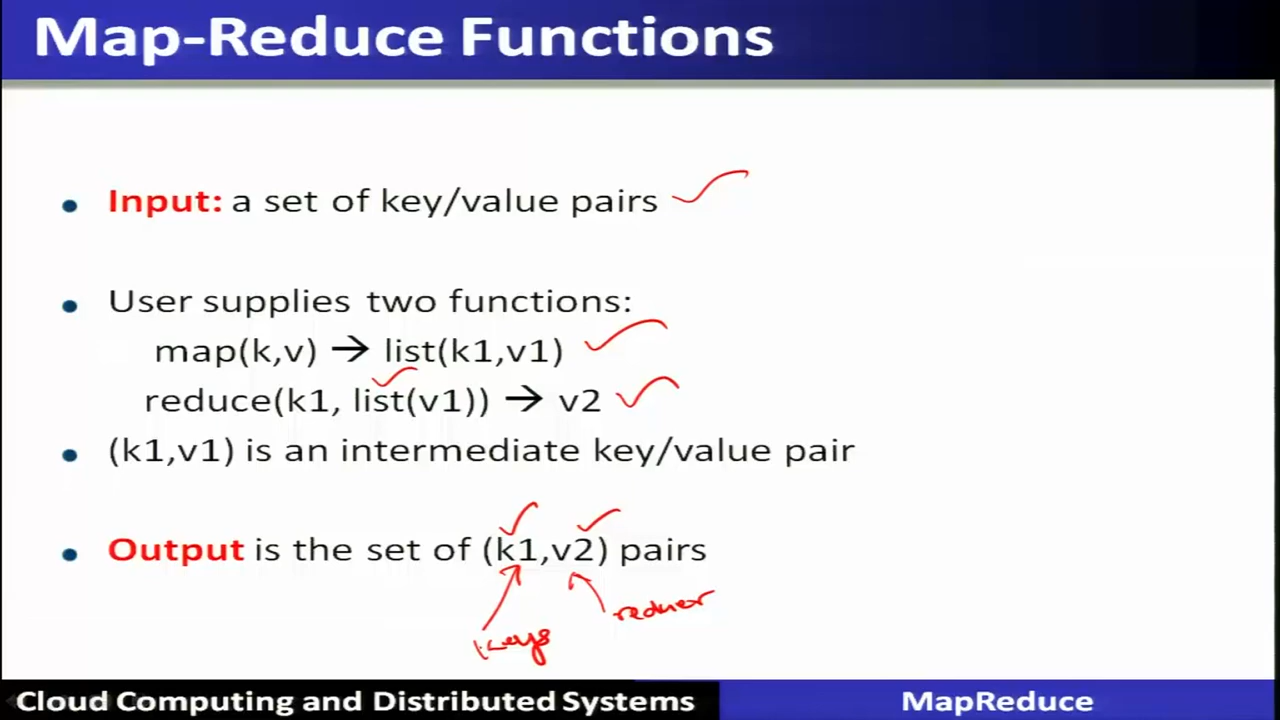 Map-Reduce Functions
Input: a set of key/value pairs
User supplies two functions:
map(k,v) → list(k1,v1)
reduce(k1, list(v1)) → v2
(k1,v1) is an intermediate key/value pair
Output is the set of (k1,v2) pairs
reducer
keys
Cloud Computing and Distributed Systems
MapReduce